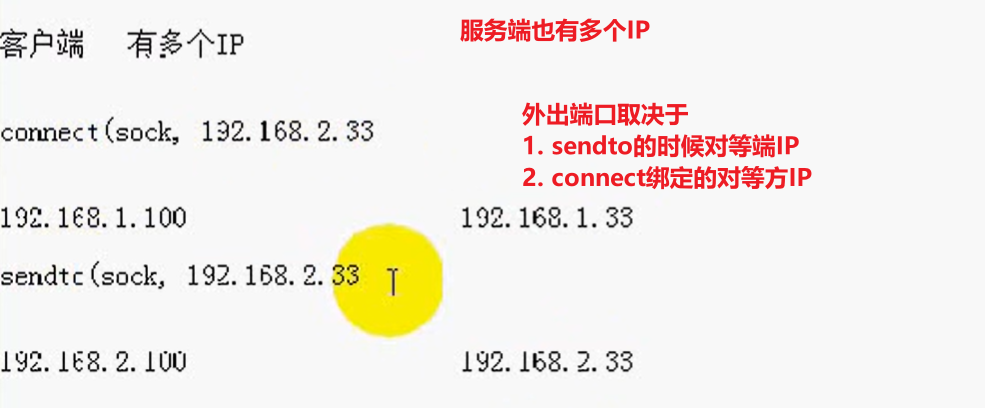 客户端 有多个IP
服务端也有多个IP
connect(sock, 192.168.2.33
外出端口取决于
1. sendto的时候对等端IP
2. connect绑定的对等方IP
192.168.1.100 192.168.1.33
sendto(sock, 192.168.2.33
192.168.2.100 192.168.2.33